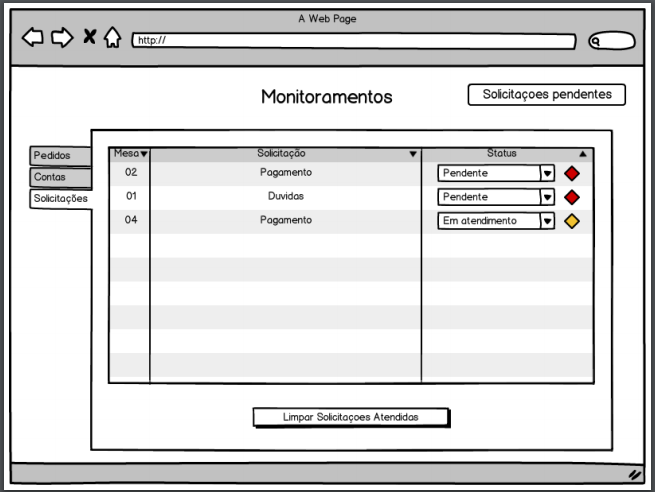 A Web Page
http://
Monitoramentos
Solicitaçoes pendentes
Pedidos
Contas
Solicitações
Mesa Solicitação Status
02 Pagamento Pendente
01 Duvidas Pendente
04 Pagamento Em atendimento
Limpar Solicitaçoes Atendidas